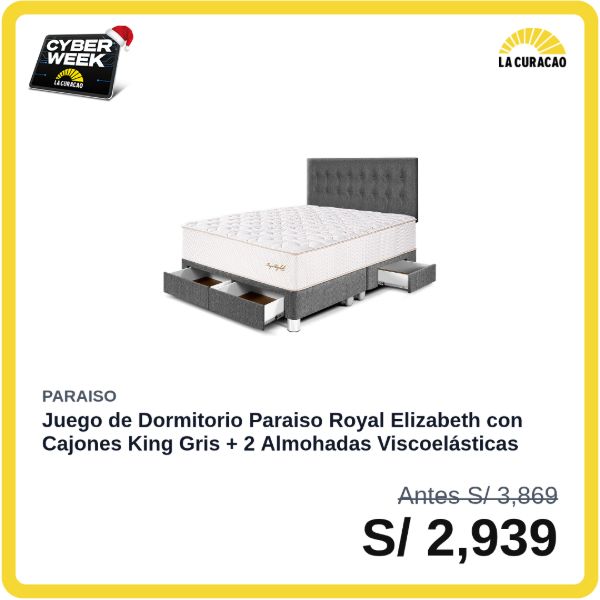 CYBER
WEEK
LA CURACAO
LA CURACAO
PARAISO
Juego de Dormitorio Paraiso Royal Elizabeth con
Cajones King Gris + 2 Almohadas Viscoelásticas
Antes S/ 3,869
S/ 2,939